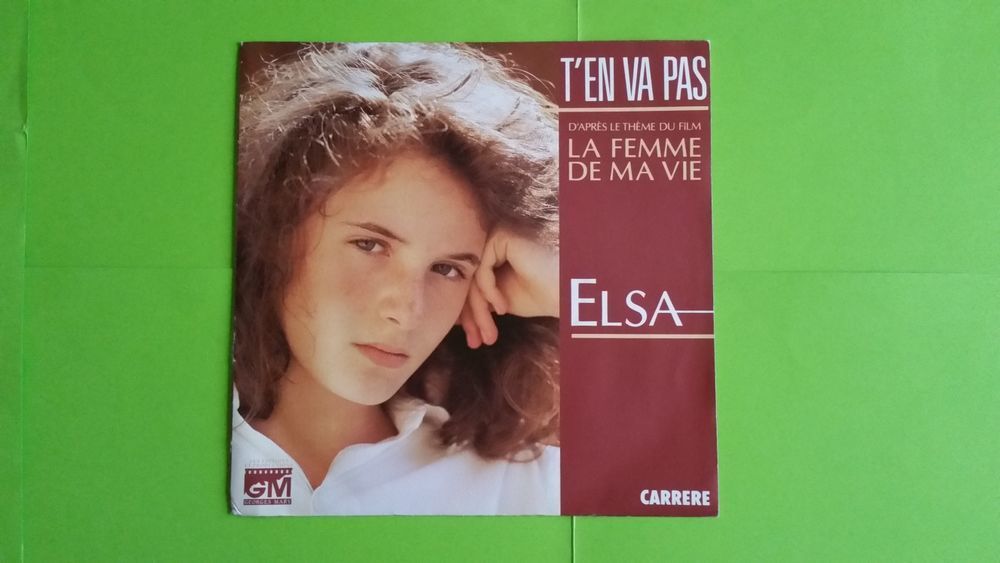 T'EN VA PAS
D'APRÈS LE THÈME DU FILM
LA FEMME
DE MA VIE
ELSA
GM
GEORGES MARY
CARRERE